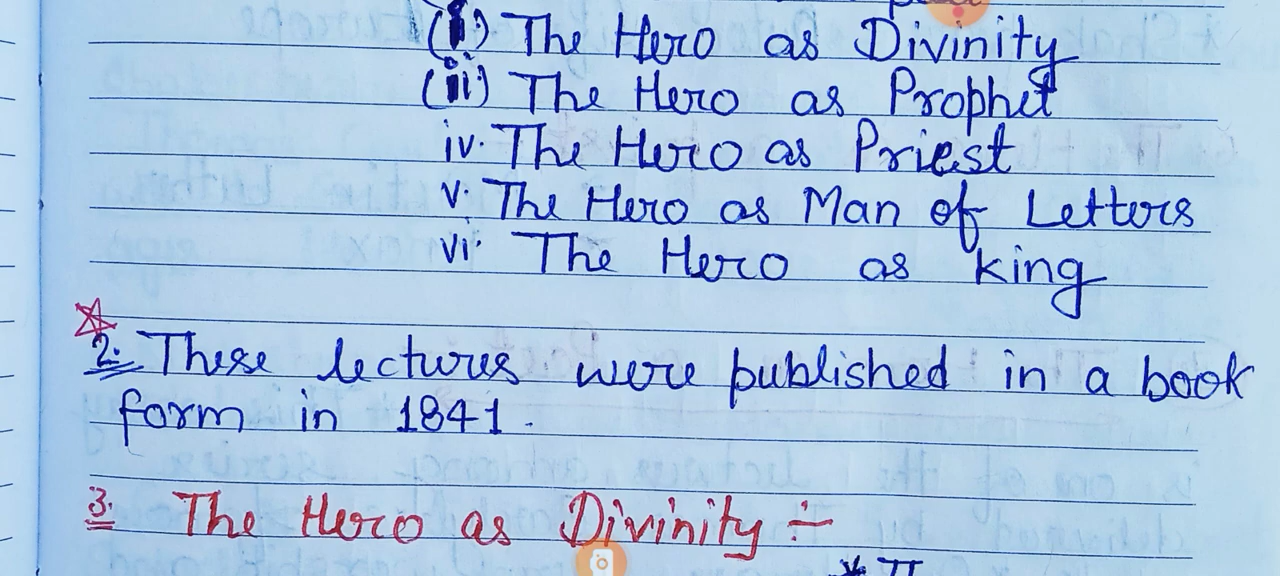 (i) The Hero as Divinity
(iii) The Hero as Prophet
iv. The Hero as Priest
v. The Hero as Man of Letters
vi. The Hero as king
2. These lectures were published in a book
form in 1841.
3. The Hero as Divinity :-